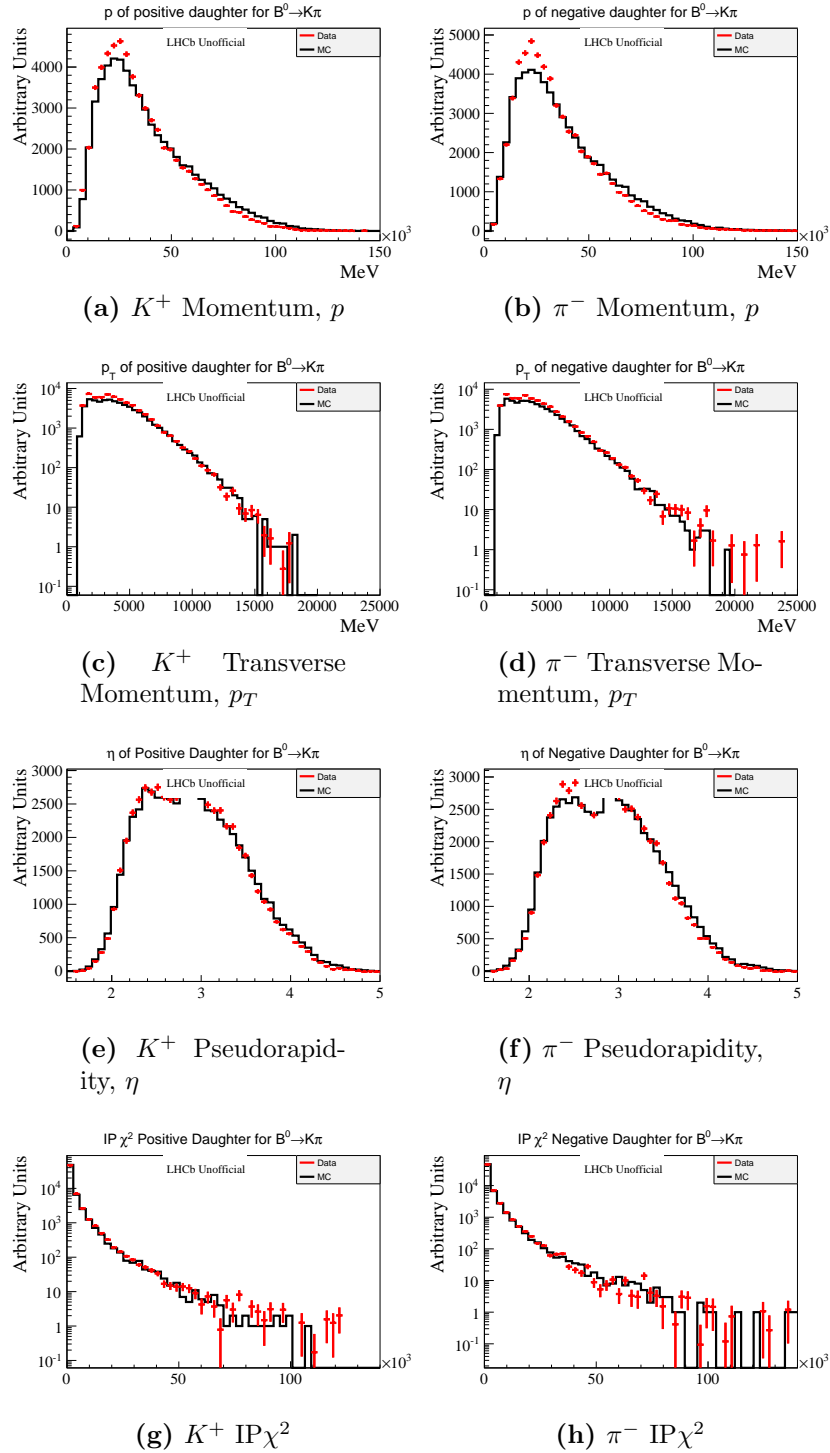 p of positive daughter for B⁰→Kπ
Arbitrary Units
LHCb Unofficial
Data
MC
4000
3000
2000
1000
0
0 50 100 150
×10³
MeV
(a) K⁺ Momentum, p
p of negative daughter for B⁰→Kπ
Arbitrary Units
LHCb Unofficial
Data
MC
5000
4000
3000
2000
1000
0
0 50 100 150
×10³
MeV
(b) π⁻ Momentum, p
p_T of positive daughter for B⁰→Kπ
Arbitrary Units
LHCb Unofficial
Data
MC
10⁴
10³
10²
10
1
10⁻¹
0 5000 10000 15000 20000 25000
MeV
(c) K⁺ Transverse
Momentum, p_T
p_T of negative daughter for B⁰→Kπ
Arbitrary Units
LHCb Unofficial
Data
MC
10⁴
10³
10²
10
1
10⁻¹
0 5000 10000 15000 20000 25000
MeV
(d) π⁻ Transverse Mo-
mentum, p_T
η of Positive Daughter for B⁰→Kπ
Arbitrary Units
LHCb Unofficial
Data
MC
3000
2500
2000
1500
1000
500
0
2 3 4 5
(e) K⁺ Pseudorapid-
ity, η
η of Negative Daughter for B⁰→Kπ
Arbitrary Units
LHCb Unofficial
Data
MC
3000
2500
2000
1500
1000
500
0
2 3 4 5
(f) π⁻ Pseudorapidity,
η
IP χ² Positive Daughter for B⁰→Kπ
Arbitrary Units
LHCb Unofficial
Data
MC
10⁴
10³
10²
10
1
10⁻¹
0 50 100
×10³
(g) K⁺ IPχ²
IP χ² Negative Daughter for B⁰→Kπ
Arbitrary Units
LHCb Unofficial
Data
MC
10⁴
10³
10²
10
1
10⁻¹
0 50 100
×10³
(h) π⁻ IPχ²